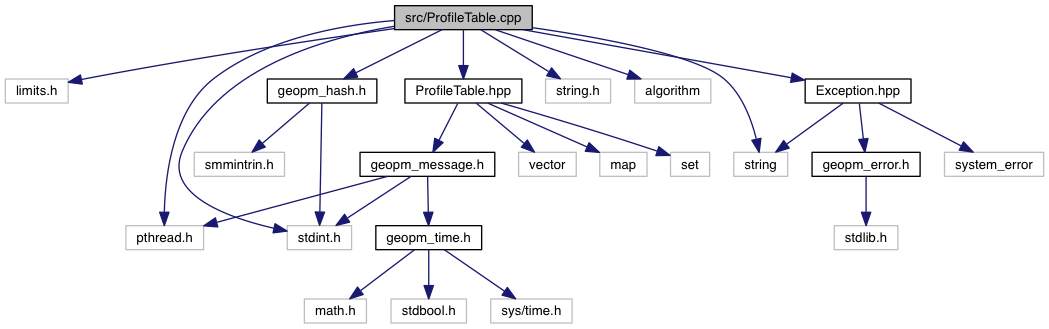 src/ProfileTable.cpp
limits.h
geopm_hash.h
ProfileTable.hpp
string.h
algorithm
Exception.hpp
smmintrin.h
geopm_message.h
vector
map
set
string
geopm_error.h
system_error
pthread.h
stdint.h
geopm_time.h
stdlib.h
math.h
stdbool.h
sys/time.h